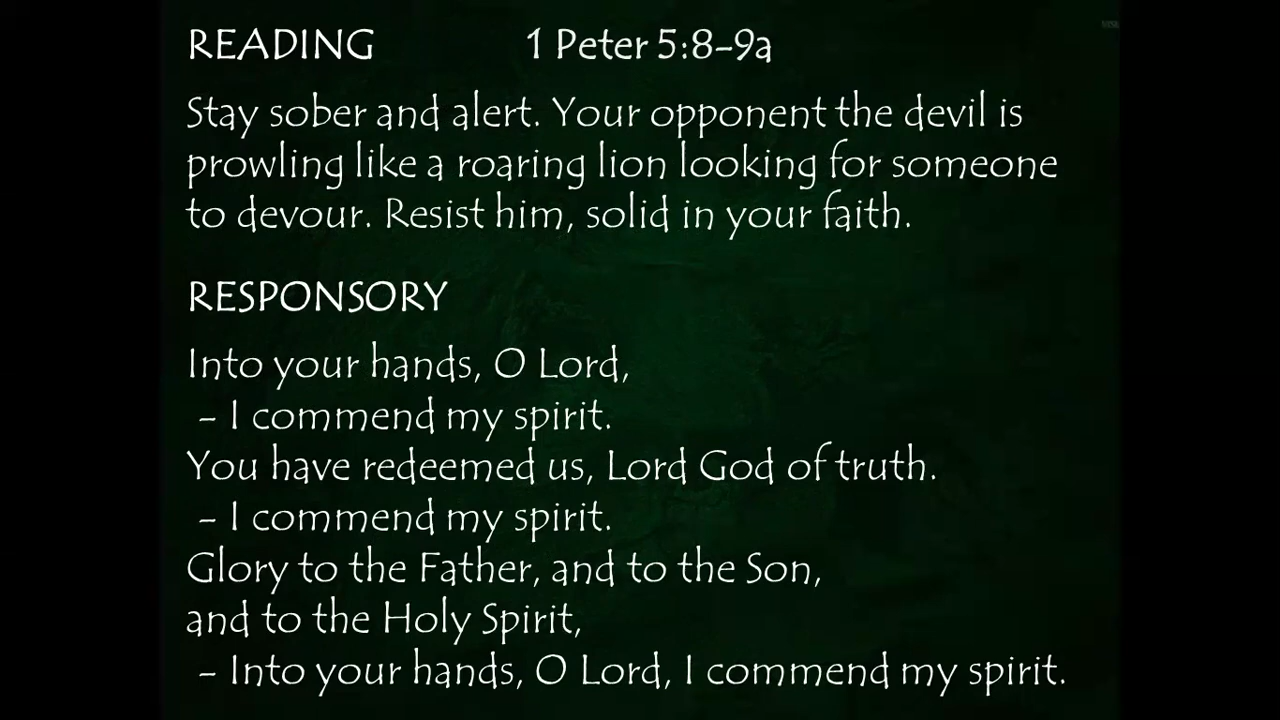 READING 1 Peter 5:8-9a
Stay sober and alert. Your opponent the devil is
prowling like a roaring lion looking for someone
to devour. Resist him, solid in your faith.
RESPONSORY
Into your hands, O Lord,
- I commend my spirit.
You have redeemed us, Lord God of truth.
- I commend my spirit.
Glory to the Father, and to the Son,
and to the Holy Spirit,
- Into your hands, O Lord, I commend my spirit.